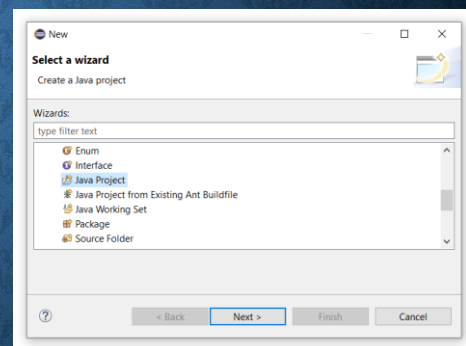 New
Select a wizard
Create a Java project
Wizards:
type filter text
Enum
Interface
Java Project
Java Project from Existing Ant Buildfile
Java Working Set
Package
Source Folder
< Back Next > Finish Cancel